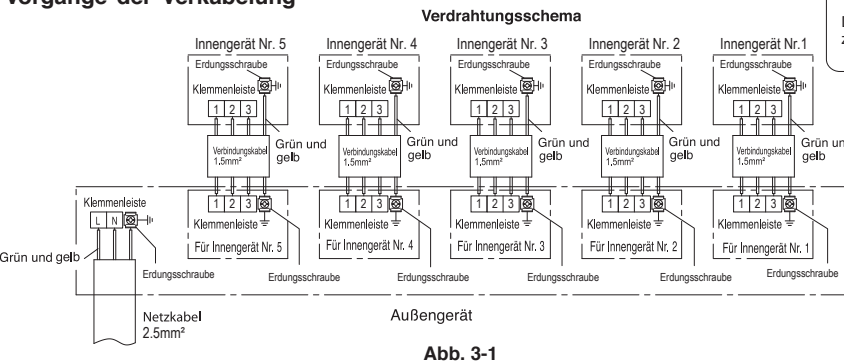 Vorgänge der Verkabelung
Verdrahtungsschema
Innengerät Nr. 5 Innengerät Nr. 4 Innengerät Nr. 3 Innengerät Nr. 2 Innengerät Nr.1
Erdungsschraube Erdungsschraube Erdungsschraube Erdungsschraube Erdungsschraube
Klemmenleiste Klemmenleiste Klemmenleiste Klemmenleiste Klemmenleiste
1 2 3 1 2 3 1 2 3 1 2 3 1 2 3
Grün und Grün und Grün und Grün und Grün un
gelb gelb gelb gelb gelb
Verbindungskabel Verbindungskabel Verbindungskabel Verbindungskabel Verbindungskabel
1,5mm² 1,5mm² 1,5mm² 1,5mm² 1,5mm²
Klemmenleiste
L N
1 2 3 1 2 3 1 2 3 1 2 3 1 2 3
Klemmenleiste Klemmenleiste Klemmenleiste Klemmenleiste Klemmenleiste
Für Innengerät Nr. 5 Für Innengerät Nr. 4 Für Innengerät Nr. 3 Für Innengerät Nr. 2 Für Innengerät Nr. 1
Grün und gelb
Erdungsschraube Erdungsschraube Erdungsschraube Erdungsschraube Erdungsschraube Erdungsschraube
Netzkabel
2.5mm²
Außengerät
Abb. 3-1